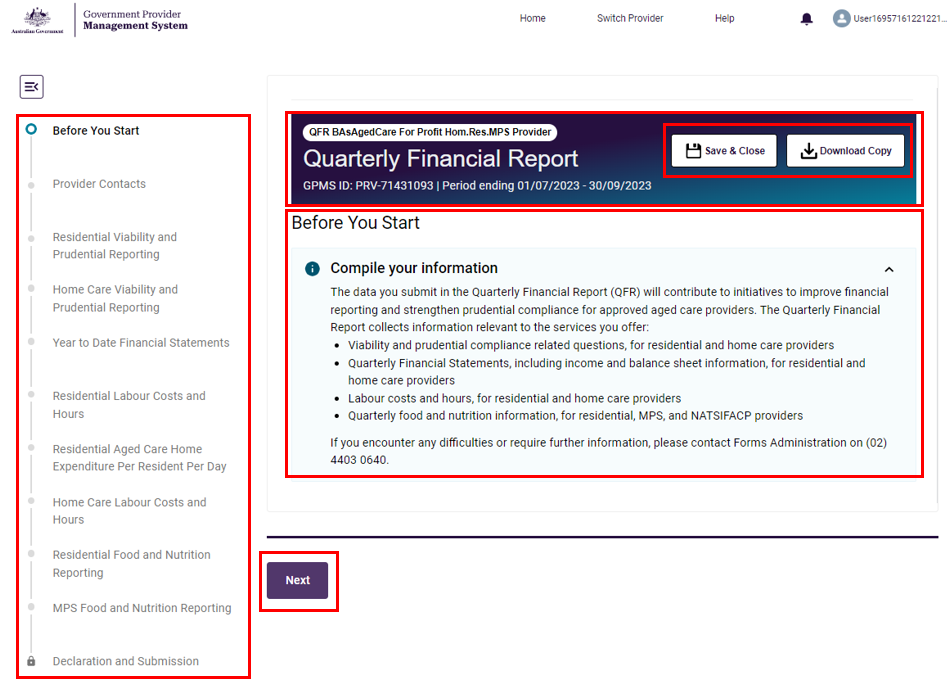 Australian Government
Government Provider
Management System
Home
Switch Provider
Help
User16957161221221...
Before You Start
Provider Contacts
Residential Viability and
Prudential Reporting
Home Care Viability and
Prudential Reporting
Year to Date Financial Statements
Residential Labour Costs and
Hours
Residential Aged Care Home
Expenditure Per Resident Per Day
Home Care Labour Costs and
Hours
Residential Food and Nutrition
Reporting
MPS Food and Nutrition Reporting
Declaration and Submission
QFR BAsAgedCare For Profit Hom.Res.MPS Provider
Quarterly Financial Report
GPMS ID: PRV-71431093 | Period ending 01/07/2023 - 30/09/2023
Save & Close
Download Copy
Before You Start
Compile your information
The data you submit in the Quarterly Financial Report (QFR) will contribute to initiatives to improve financial
reporting and strengthen prudential compliance for approved aged care providers. The Quarterly Financial
Report collects information relevant to the services you offer:
• Viability and prudential compliance related questions, for residential and home care providers
• Quarterly Financial Statements, including income and balance sheet information, for residential and
home care providers
• Labour costs and hours, for residential and home care providers
• Quarterly food and nutrition information, for residential, MPS, and NATSIFACP providers
If you encounter any difficulties or require further information, please contact Forms Administration on (02)
4403 0640.
Next